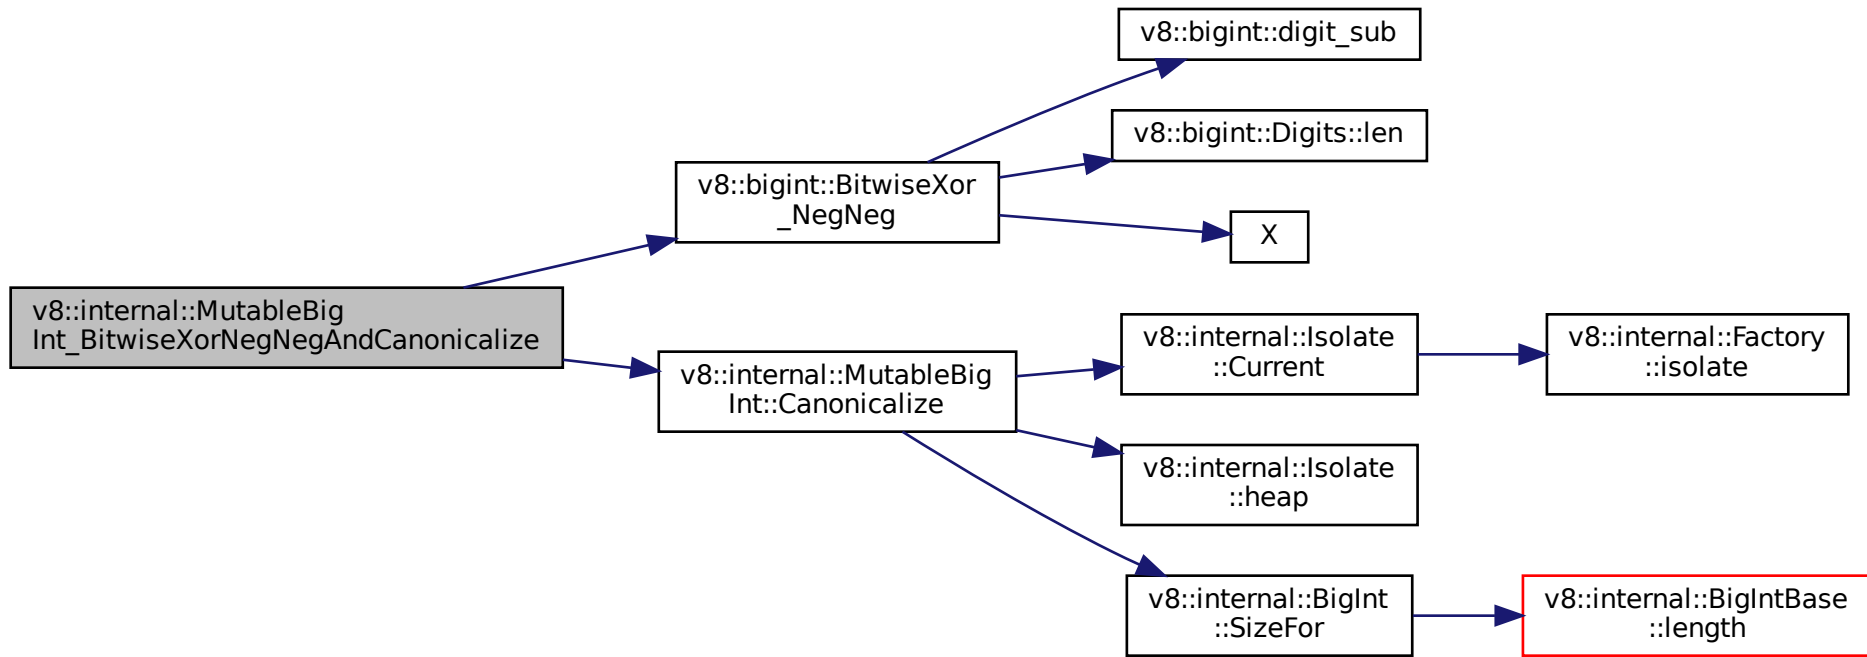 v8::bigint::digit_sub
v8::bigint::Digits::len
v8::bigint::BitwiseXor
_NegNeg
X
v8::internal::MutableBig
Int_BitwiseXorNegNegAndCanonicalize
v8::internal::MutableBig
Int::Canonicalize
v8::internal::Isolate
::Current
v8::internal::Factory
::isolate
v8::internal::Isolate
::heap
v8::internal::BigInt
::SizeFor
v8::internal::BigIntBase
::length